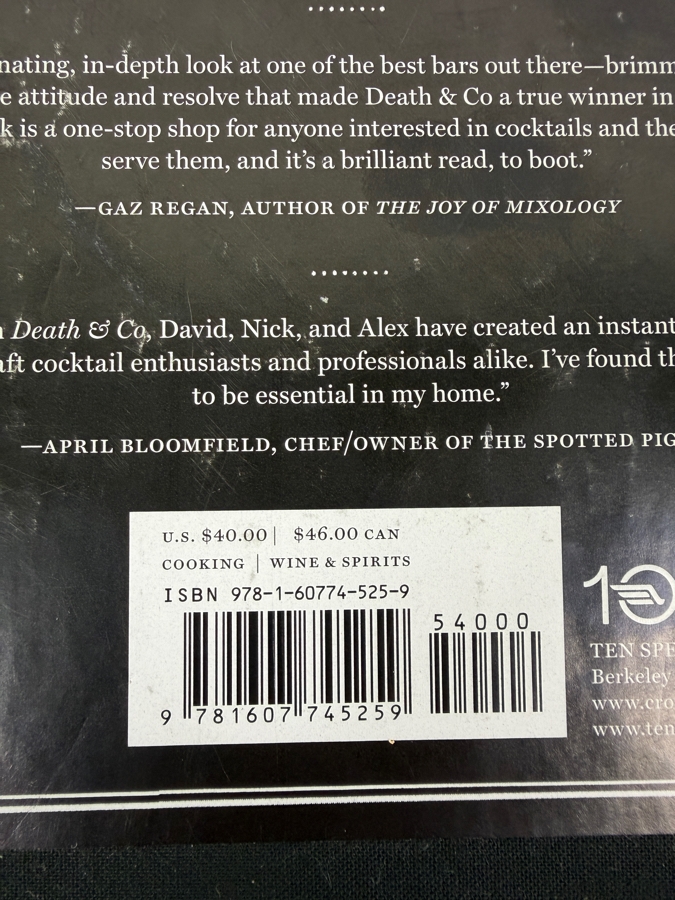 nating, in-depth look at one of the best bars out there—brimm
e attitude and resolve that made Death & Co a true winner in
k is a one-stop shop for anyone interested in cocktails and the
serve them, and it's a brilliant read, to boot.”
—GAZ REGAN, AUTHOR OF THE JOY OF MIXOLOGY
Death & Co, David, Nick, and Alex have created an instant
aft cocktail enthusiasts and professionals alike. I've found th
to be essential in my home.”
—APRIL BLOOMFIELD, CHEF/OWNER OF THE SPOTTED PIG
U.S. $40.00 | $46.00 CAN
COOKING | WINE & SPIRITS
ISBN 978-1-60774-525-9
54000
9 781607 745259
10
TEN SPE
Berkeley
www.cro
www.ten